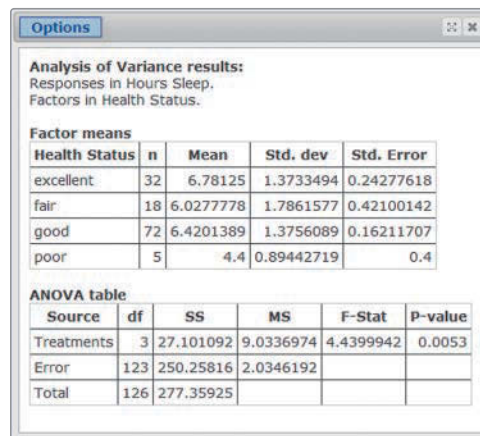 Options
Analysis of Variance results:
Responses in Hours Sleep.
Factors in Health Status.
Factor means
Health Status n Mean Std. dev Std. Error
excellent 32 6.78125 1.3733494 0.24277618
fair 18 6.0277778 1.7861577 0.42100142
good 72 6.4201389 1.3756089 0.16211707
poor 5 4.4 0.89442719 0.4
ANOVA table
Source df SS MS F-Stat P-value
Treatments 3 27.101092 9.0336974 4.4399942 0.0053
Error 123 250.25816 2.0346192
Total 126 277.35925